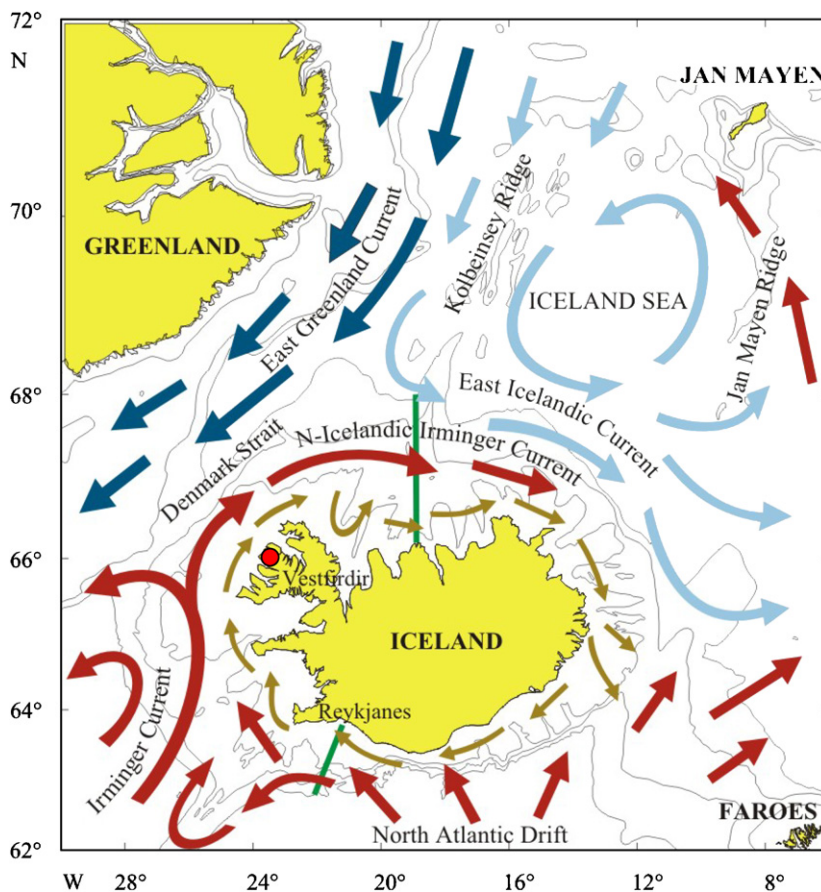 72°
N
JAN MAYEN
70°
GREENLAND
East Greenland Current
Kolbeinsey Ridge
ICELAND SEA
Jan Mayen Ridge
68°
East Icelandic Current
N-Icelandic Irminger Current
Denmark Strait
66°
Vestfirdir
ICELAND
64°
Reykjanes
Irminger Current
North Atlantic Drift
FAROES
62°
W 28° 24° 20° 16° 12° 8°